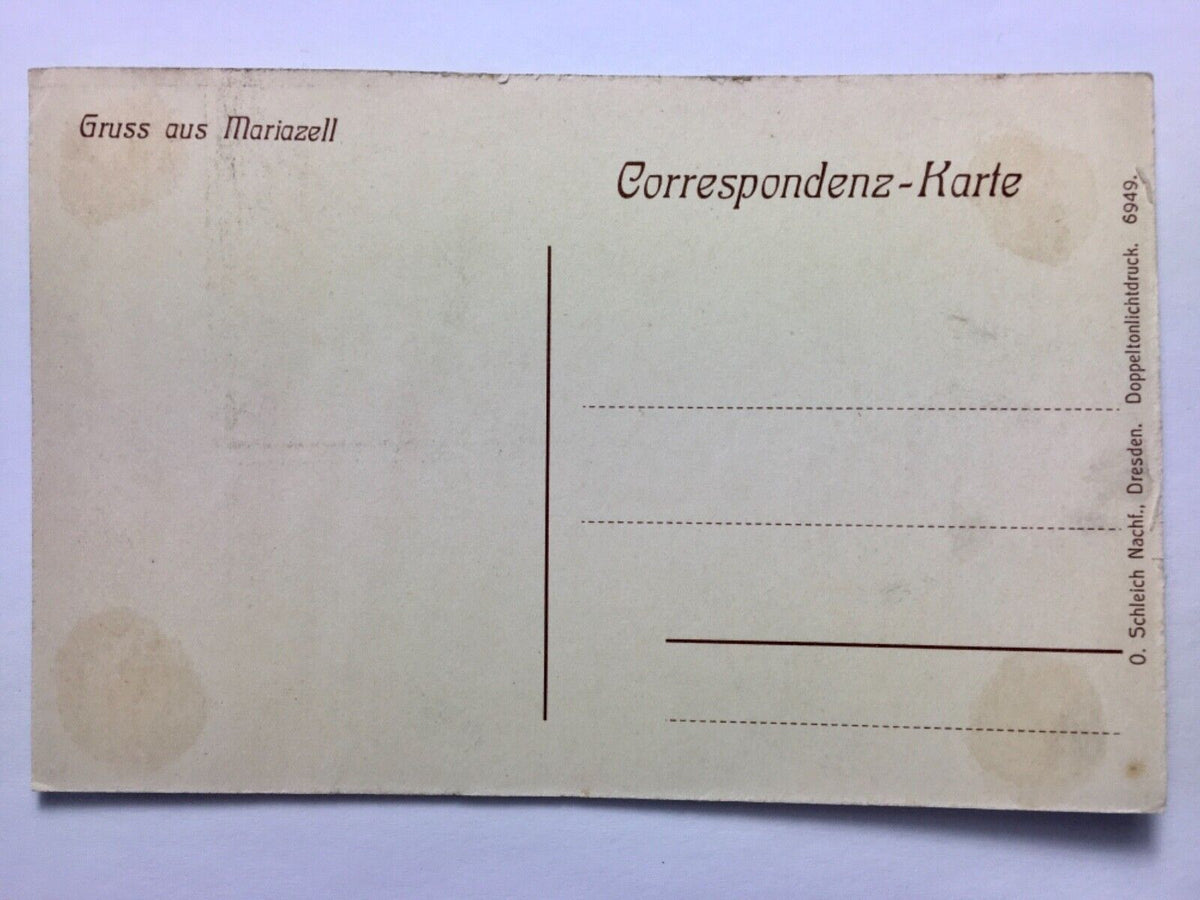 Gruss aus Mariazell
Correspondenz-Karte
O. Schleich Nachf., Dresden. Doppeltonlichtdruck. 6949.